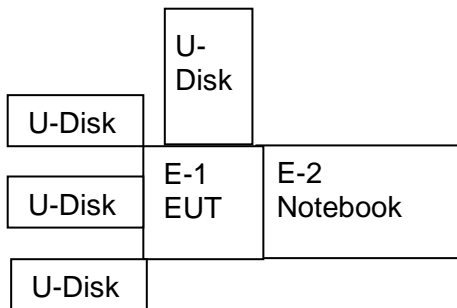 U-
Disk
U-Disk
E-1
EUT
E-2
Notebook
U-Disk
U-Disk